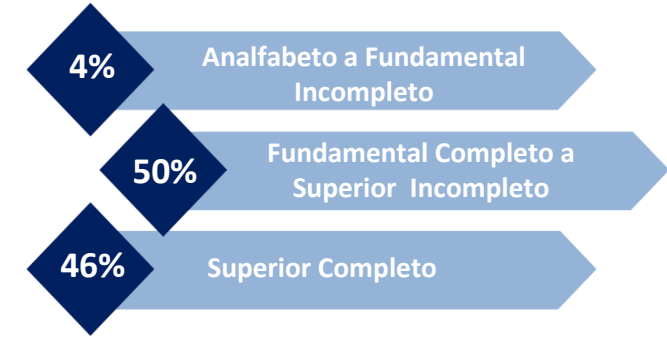 4%
Analfabeto a Fundamental
Incompleto
50%
Fundamental Completo a
Superior Incompleto
46%
Superior Completo